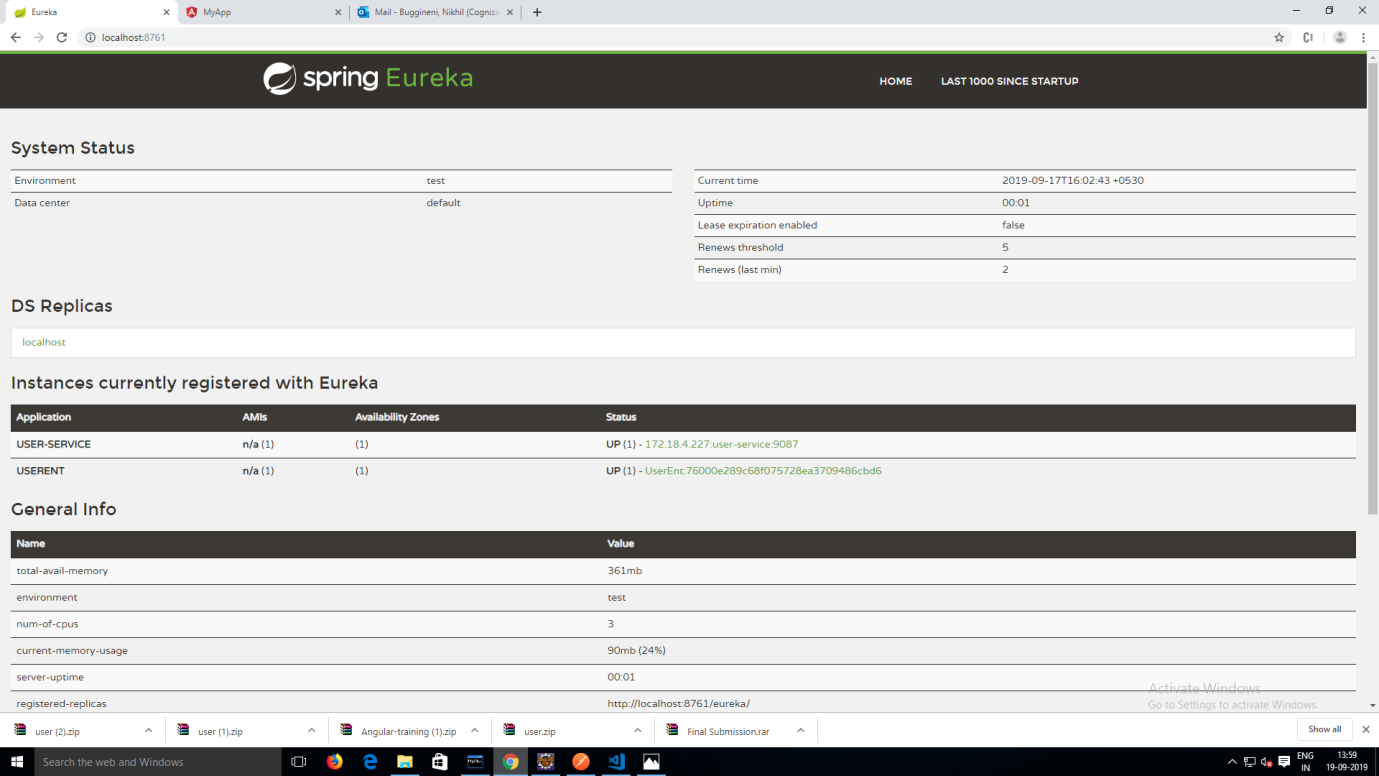 Eureka
MyApp
Mail - Buggineni, Nikhil (Cogniza
localhost:8761
spring Eureka
HOME LAST 1000 SINCE STARTUP
System Status
Environment test
Data center default
Current time 2019-09-17T16:02:43 +0530
Uptime 00:01
Lease expiration enabled false
Renews threshold 5
Renews (last min) 2
DS Replicas
localhost
Instances currently registered with Eureka
Application AMIs Availability Zones Status
USER-SERVICE n/a (1) (1) UP (1) - 172.18.4.227:user-service:9087
USERENT n/a (1) (1) UP (1) - UserEnt:76000e289c68f075728ea3709486cbd6
General Info
Name Value
total-avail-memory 361mb
environment test
num-of-cpus 3
current-memory-usage 90mb (24%)
server-uptime 00:01
registered-replicas http://localhost:8761/eureka/
Activate Windows
Go to Settings to activate Windows.
user (2).zip user (1).zip Angular-training (1).zip user.zip Final Submission.rar Show all
Search the web and Windows
ENG 13:59
IN 19-09-2019